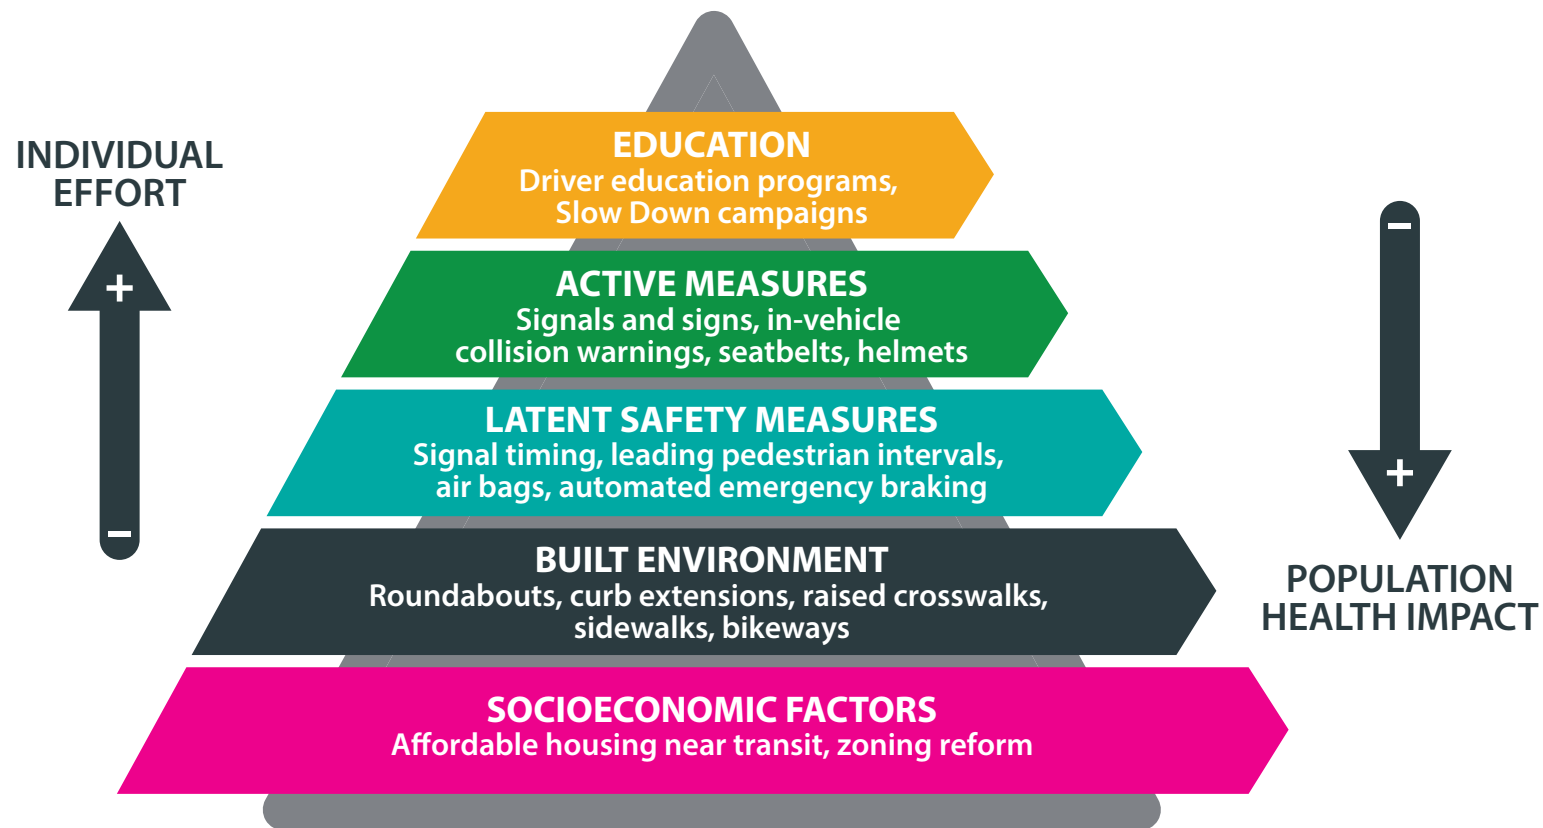 INDIVIDUAL
EFFORT
+
−
EDUCATION
Driver education programs,
Slow Down campaigns
ACTIVE MEASURES
Signals and signs, in-vehicle
collision warnings, seatbelts, helmets
LATENT SAFETY MEASURES
Signal timing, leading pedestrian intervals,
air bags, automated emergency braking
BUILT ENVIRONMENT
Roundabouts, curb extensions, raised crosswalks,
sidewalks, bikeways
SOCIOECONOMIC FACTORS
Affordable housing near transit, zoning reform
−
+
POPULATION
HEALTH IMPACT